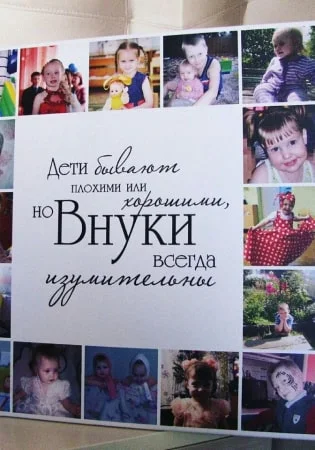 Дети бывают
плохими или
хорошими,
но Внуки
всегда
изумительны